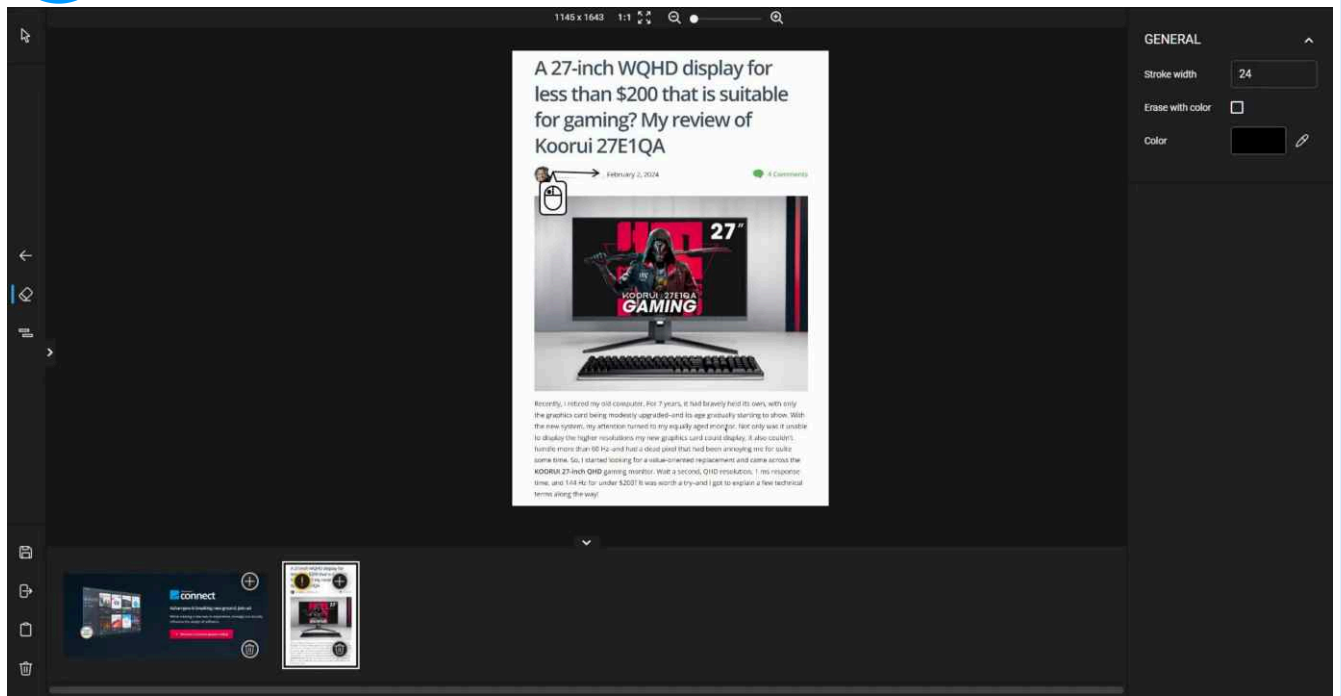 1145 x 1643 1:1
GENERAL
Stroke width 24
Erase with color
Color
A 27-inch WQHD display for
less than $200 that is suitable
for gaming? My review of
Koorui 27E1QA
, February 2, 2024
4 Comments
27"
KOORUI 27E1QA
GAMING
Recently, I retired my old computer. For 7 years, it had bravely held its own, with only
the graphics card being modestly upgraded–and its age gradually starting to show. With
the new system, my attention turned to my equally aged monitor. Not only was it unable
to display the higher resolutions my new graphics card could display, it also couldn't
handle more than 60 Hz–and had a dead pixel that had been annoying me for quite
some time. So, I started looking for a value-oriented replacement and came across the
KOORUI 27-inch QHD gaming monitor. Wait a second, QHD resolution, 1 ms response
time, and 144 Hz for under $200? It was worth a try–and I got to explain a few technical
terms along the way!
connect